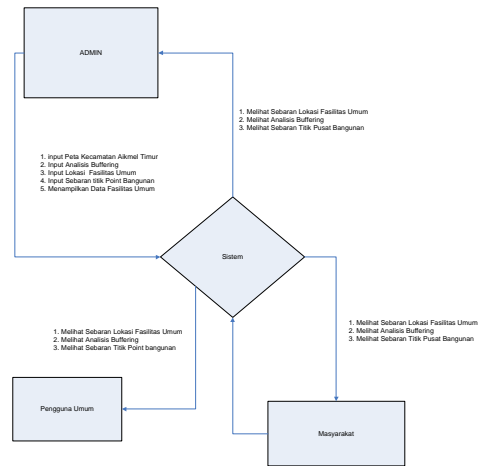 ADMIN
1. Melihat Sebaran Lokasi Fasilitas Umum
2. Melihat Analisis Buffering
3. Melihat Sebaran Titik Pusat Bangunan
1. input Peta Kecamatan Aikmel Timur
2. Input Analisis Buffering
3. Input Lokasi Fasilitas Umum
4. Input Sebaran titik Point Bangunan
5. Menampilkan Data Fasilitas Umum
Sistem
1. Melihat Sebaran Lokasi Fasilitas Umum
2. Melihat Analisis Buffering
3. Melihat Sebaran Titik Point bangunan
1. Melihat Sebaran Lokasi Fasilitas Umum
2. Melihat Analisis Buffering
3. Melihat Sebaran Titik Pusat Bangunan
Pengguna Umum
Masyarakat